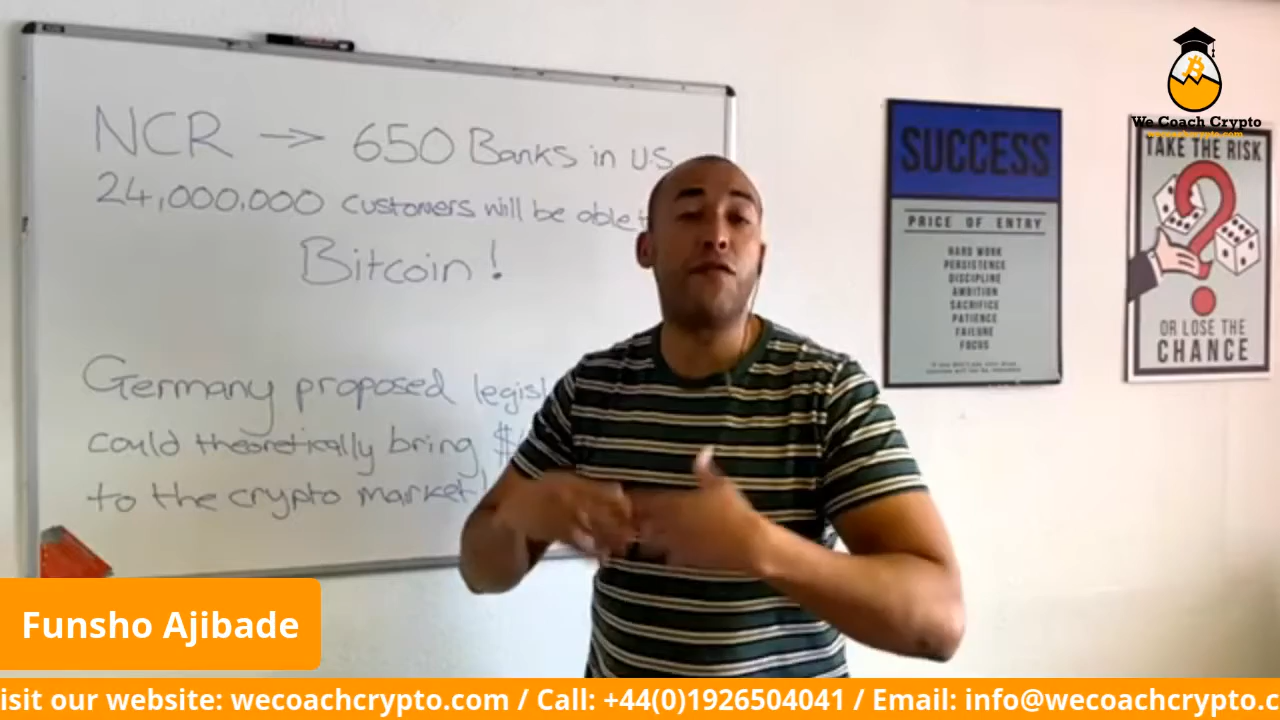 NCR → 650 Banks in U.S
24,000,000 customers will be able
Bitcoin!
Germany proposed
could theoretically bring $
to the crypto market!
SUCCESS
PRICE OF ENTRY
HARD WORK
PERSISTENCE
DISCIPLINE
AMBITION
SACRIFICE
PATIENCE
FAILURE
FOCUS
We Coach Crypto
wecoachcrypto.com
TAKE THE RISK
OR LOSE THE
CHANCE
Funsho Ajibade
isit our website: wecoachcrypto.com / Call: +44(0)1926504041 / Email: info@wecoachcrypto.c